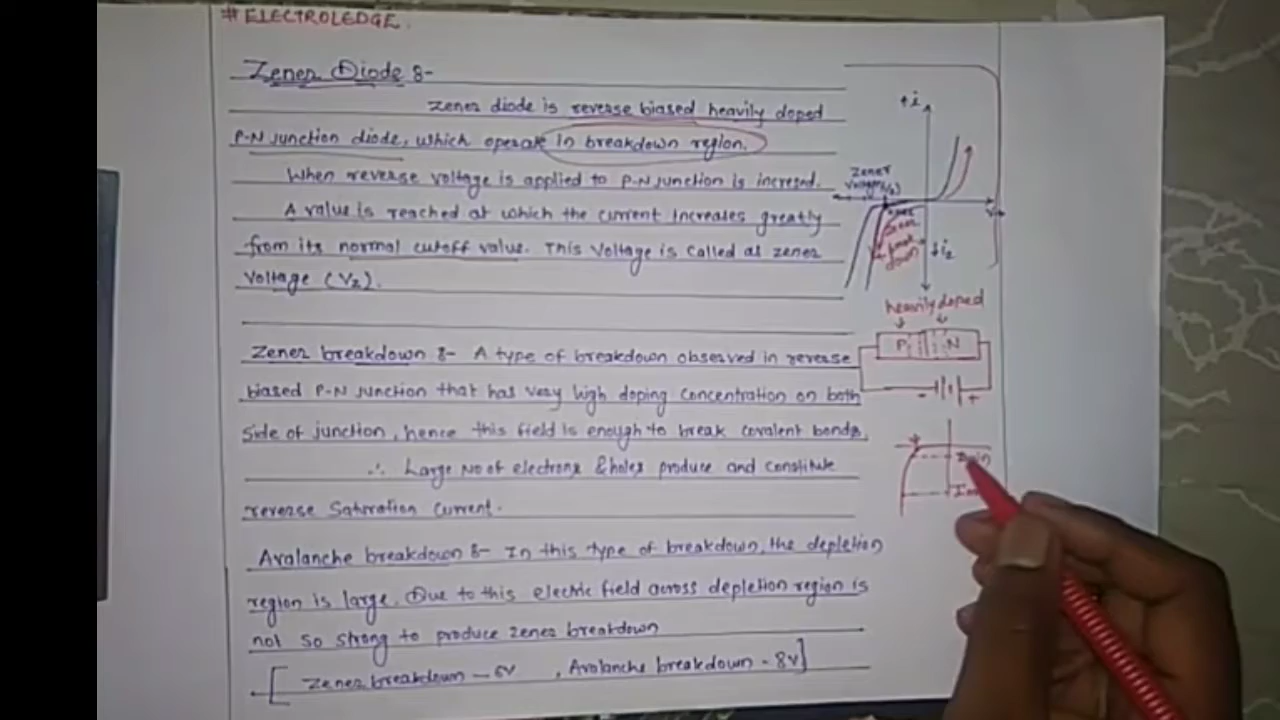 #ELECTROLEDGE.
Zener Diode :-
Zener diode is reverse biased heavily doped
P-N junction diode, which operate in breakdown region.
When reverse voltage is applied to P-N junction is incresed.
A value is reached at which the current increases greatly
from its normal cutoff value. This voltage is called as zener
voltage (Vz).
Zener breakdown :- A type of breakdown observed in reverse
biased P-N junction that has very high doping concentration on both
side of junction, hence this field is enough to break covalent bonds.
∴ Large No of electrons & holes produce and constitute
reverse saturation current.
Avalanche breakdown :- In this type of breakdown, the depletion
region is large. Due to this electric field across depletion region is
not so strong to produce zener breakdown
[ Zener breakdown - 6V , Avalanche breakdown - 8V]
+i
Zener
voltage(Vz)
Zener
break
down
heavily doped
P N
- +